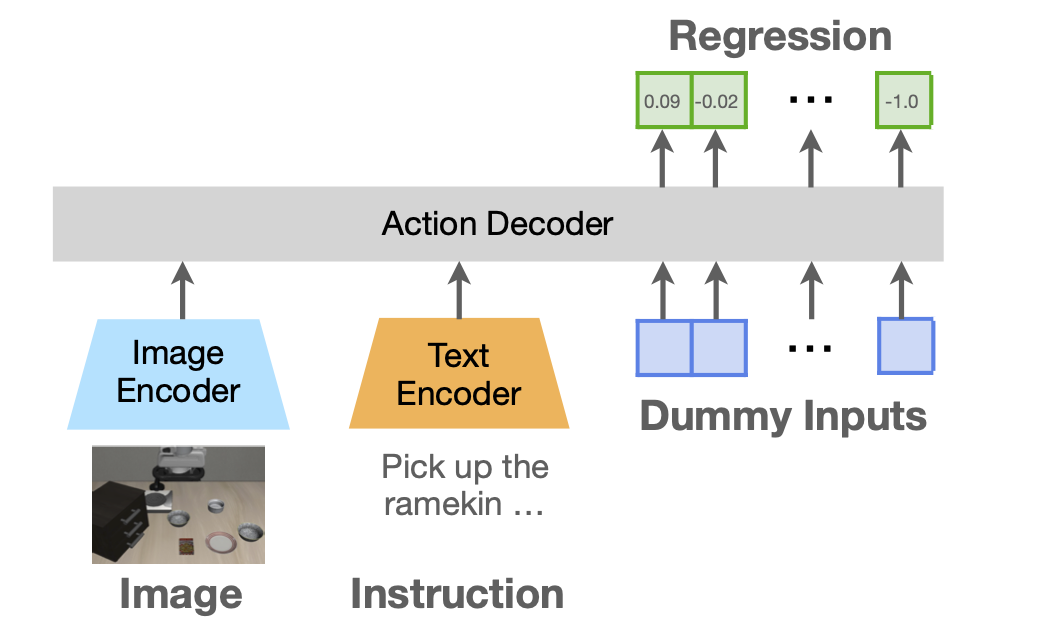 Regression
0.09
-0.02
...
-1.0
Action Decoder
Image
Encoder
Text
Encoder
...
Dummy Inputs
Pick up the
ramekin ...
Image
Instruction